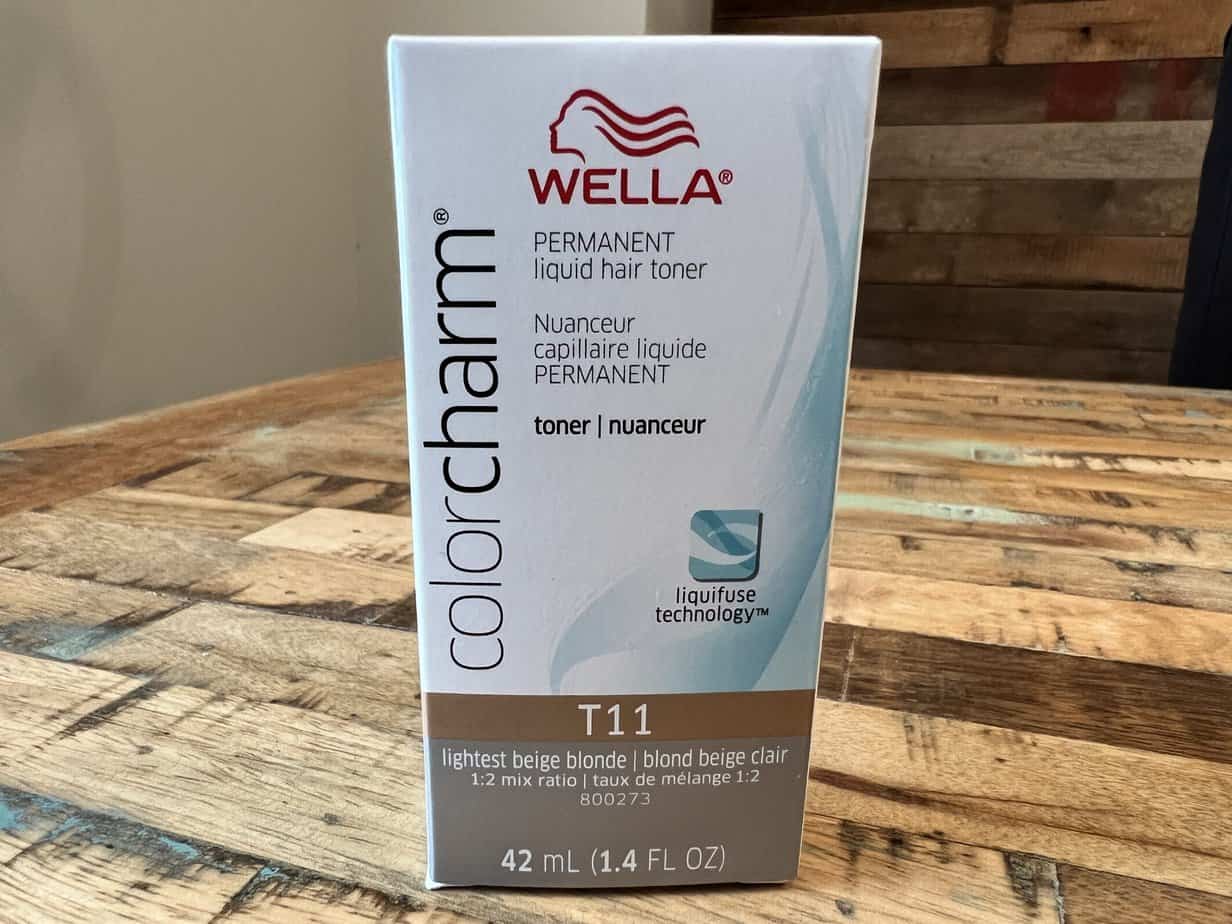 WELLA®
PERMANENT
liquid hair toner
Nuanceur
capillaire liquide
PERMANENT
toner | nuanceur
colorcharm®
liquifuse
technology™
T11
lightest beige blonde | blond beige clair
1:2 mix ratio | taux de mélange 1:2
800273
42 mL (1.4 FL OZ)